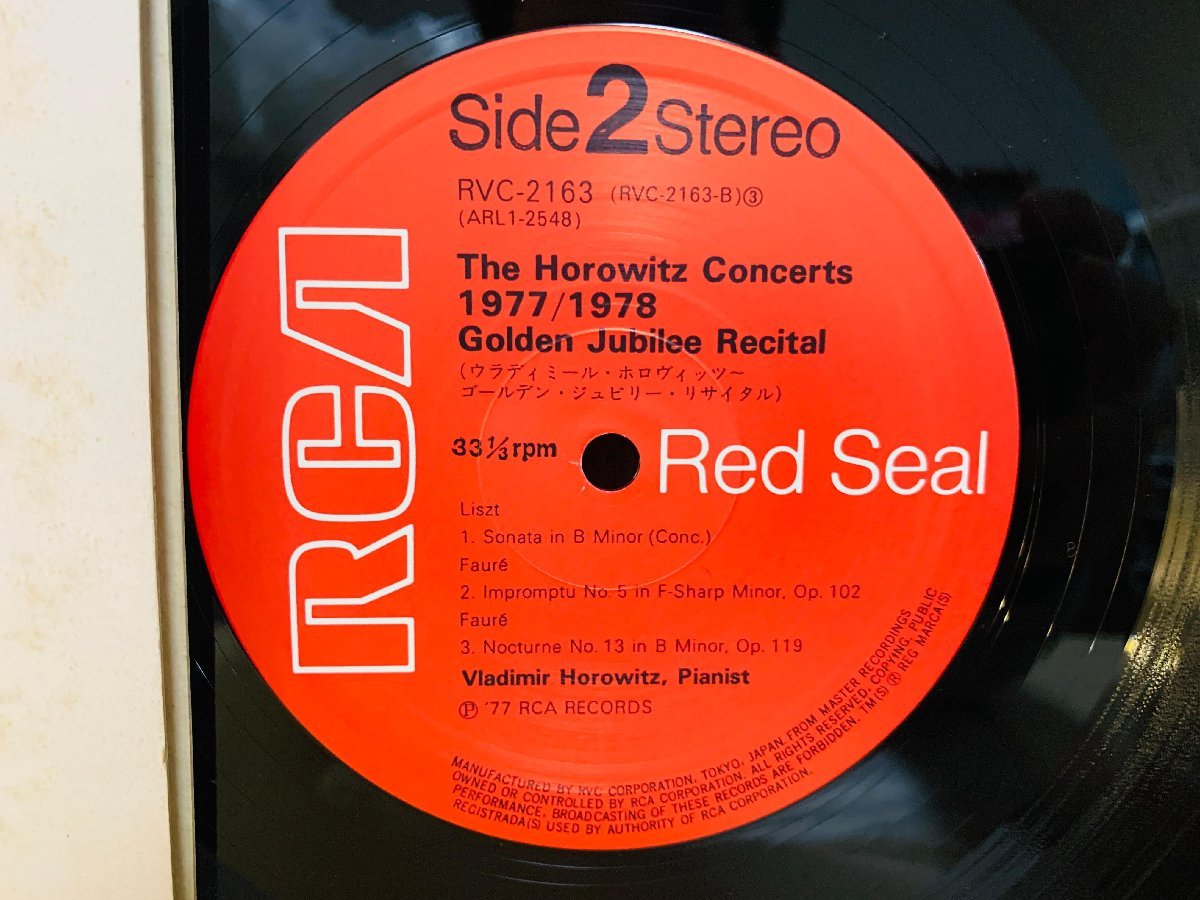 Side 2 Stereo
RVC-2163 (RVC-2163-B)③
(ARL1-2548)
The Horowitz Concerts
1977/1978
Golden Jubilee Recital
(ウラディミール・ホロヴィッツ~
ゴールデン・ジュビリー・リサイタル)
33 1/3 rpm
Red Seal
RCA
Liszt
1. Sonata in B Minor (Conc.)
Fauré
2. Impromptu No. 5 in F-Sharp Minor, Op. 102
Fauré
3. Nocturne No. 13 in B Minor, Op. 119
Vladimir Horowitz, Pianist
℗ '77 RCA RECORDS
MANUFACTURED BY RVC CORPORATION, TOKYO, JAPAN FROM MASTER RECORDINGS
OWNED OR CONTROLLED BY RCA CORPORATION. ALL RIGHTS RESERVED, COPYING, PUBLIC
PERFORMANCE, BROADCASTING OF THESE RECORDS ARE FORBIDDEN. TM(S) ® REG MARCA(S)
REGISTRADA(S) USED BY AUTHORITY OF RCA CORPORATION.